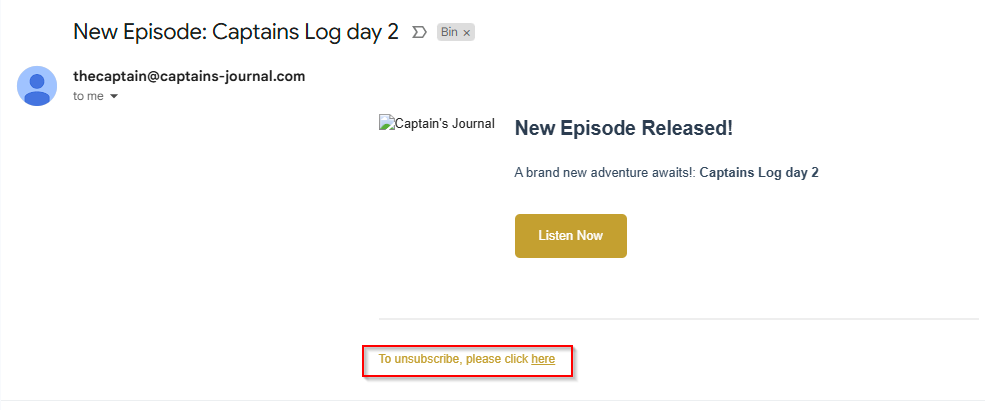 New Episode: Captains Log day 2 Bin ×
thecaptain@captains-journal.com
to me
Captain's Journal
New Episode Released!
A brand new adventure awaits!: Captains Log day 2
Listen Now
To unsubscribe, please click here